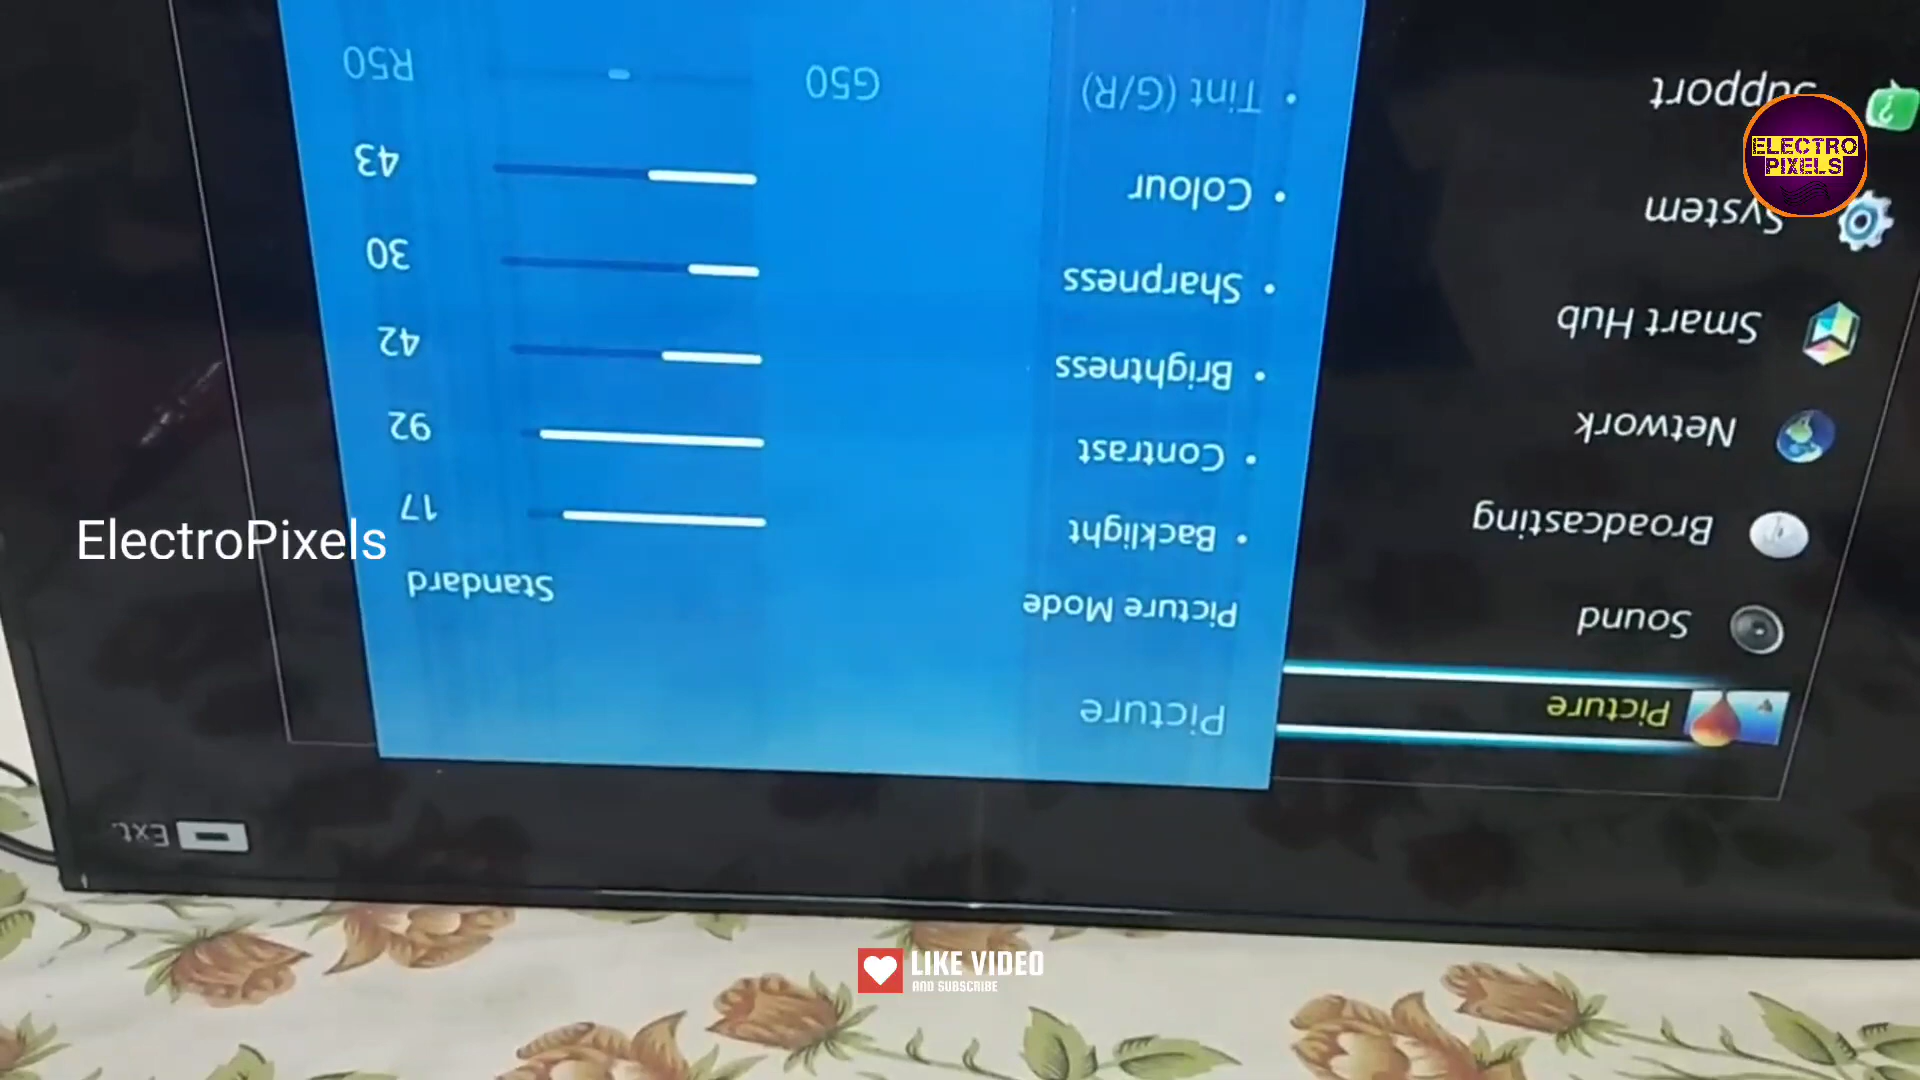 Picture
Sound
Broadcasting
Network
Smart Hub
System
Support
Picture
Picture Mode Standard
• Backlight 17
• Contrast 92
• Brightness 42
• Sharpness 30
• Colour 43
• Tint (G/R) G50 R50
Ext.
ELECTRO
PIXELS
ElectroPixels
LIKE VIDEO
AND SUBSCRIBE